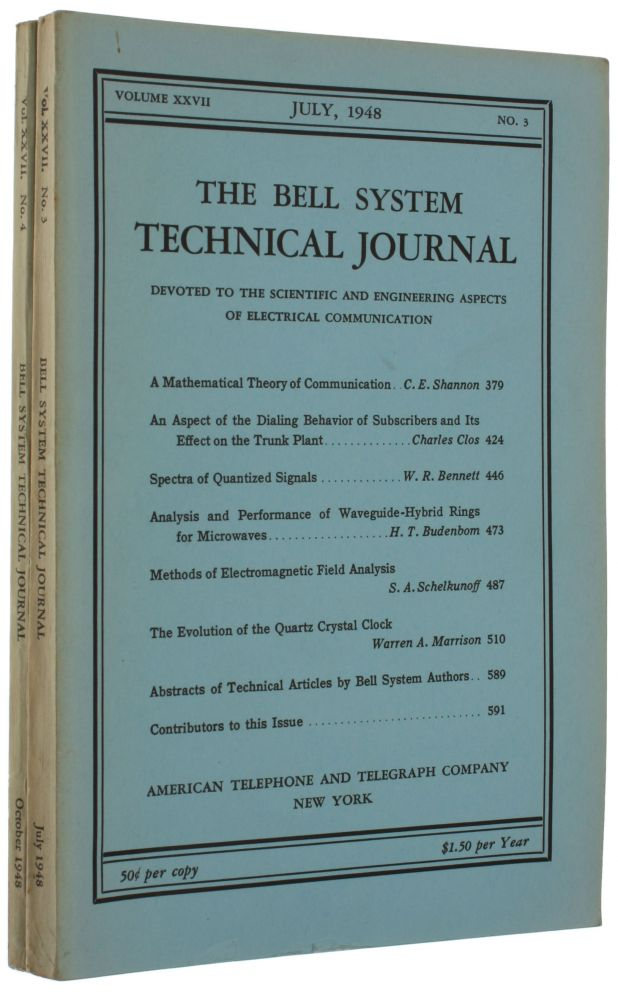 VOLUME XXVII JULY, 1948 NO. 3
THE BELL SYSTEM
TECHNICAL JOURNAL
DEVOTED TO THE SCIENTIFIC AND ENGINEERING ASPECTS
OF ELECTRICAL COMMUNICATION
A Mathematical Theory of Communication..C. E. Shannon 379
An Aspect of the Dialing Behavior of Subscribers and Its
Effect on the Trunk Plant..............Charles Clos 424
Spectra of Quantized Signals .............W. R. Bennett 446
Analysis and Performance of Waveguide-Hybrid Rings
for Microwaves...................H. T. Budenbom 473
Methods of Electromagnetic Field Analysis
S. A. Schelkunoff 487
The Evolution of the Quartz Crystal Clock
Warren A. Marrison 510
Abstracts of Technical Articles by Bell System Authors.. 589
Contributors to this Issue ............................ 591
AMERICAN TELEPHONE AND TELEGRAPH COMPANY
NEW YORK
50¢ per copy $1.50 per Year
Vol. XXVII. No. 3 BELL SYSTEM TECHNICAL JOURNAL July 1948
Vol. XXVII. No. 4 BELL SYSTEM TECHNICAL JOURNAL October 1948